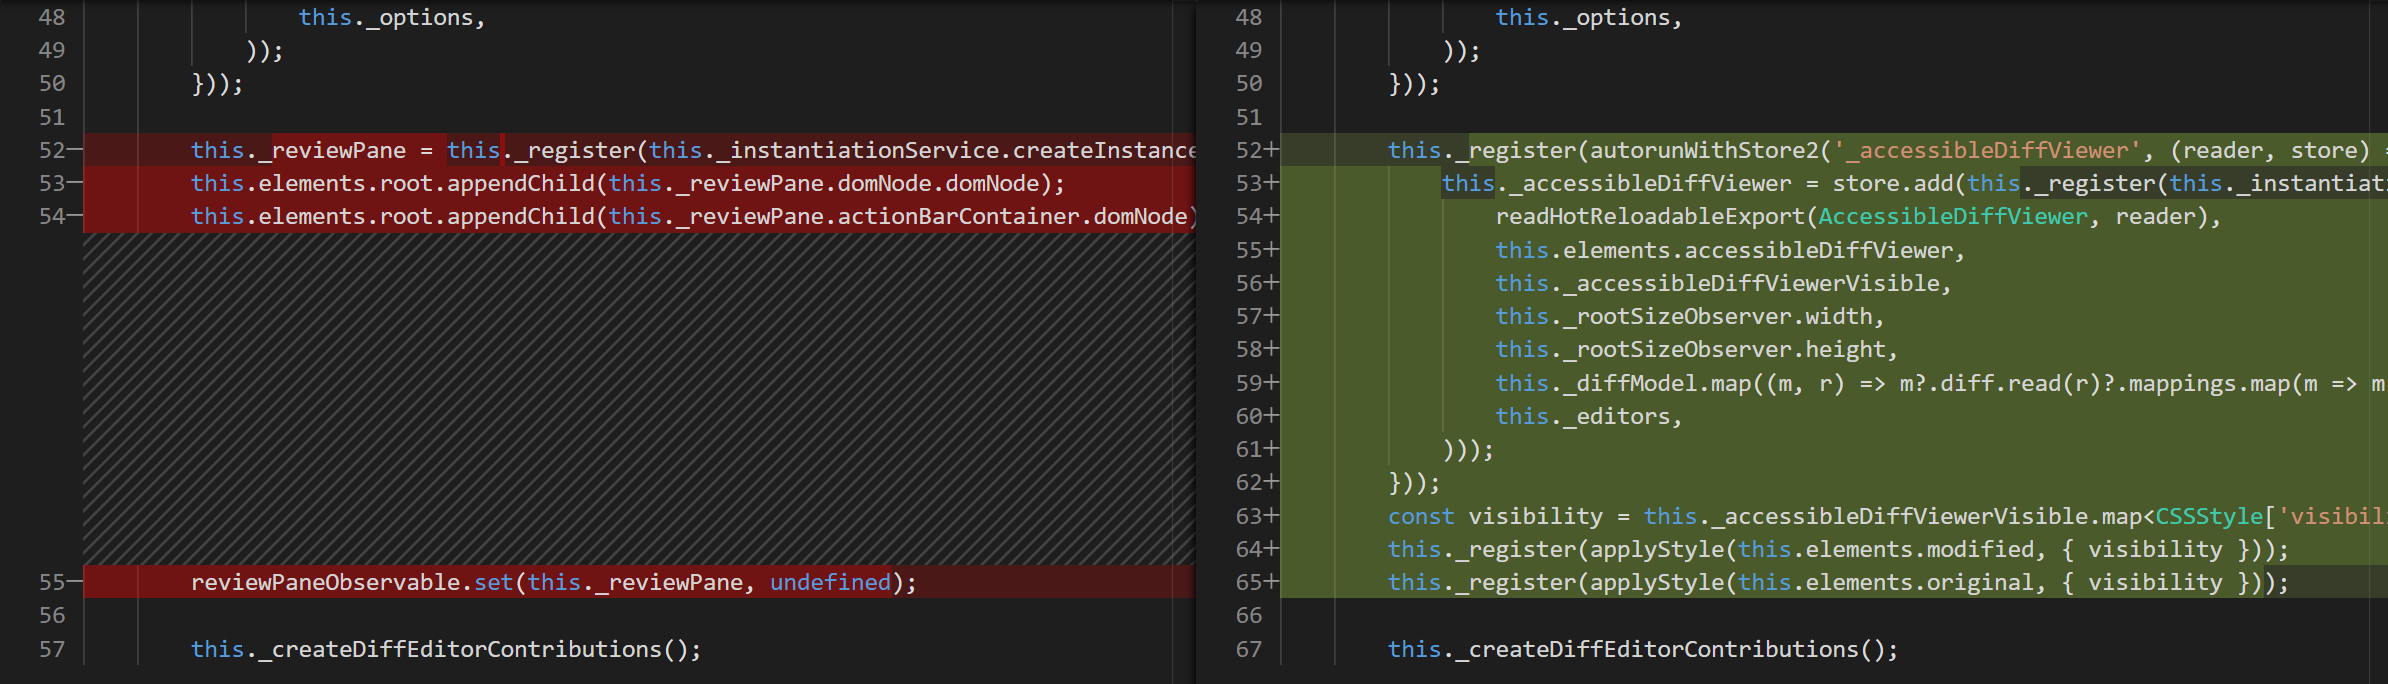 48 this._options,
49 ));
50 }));
51
52— this._reviewPane = this._register(this._instantiationService.createInstance
53— this.elements.root.appendChild(this._reviewPane.domNode.domNode);
54— this.elements.root.appendChild(this._reviewPane.actionBarContainer.domNode)
55— reviewPaneObservable.set(this._reviewPane, undefined);
56
57 this._createDiffEditorContributions();
48 this._options,
49 ));
50 }));
51
52+ this._register(autorunWithStore2('_accessibleDiffViewer', (reader, store) =
53+ this._accessibleDiffViewer = store.add(this._register(this._instantiat
54+ readHotReloadableExport(AccessibleDiffViewer, reader),
55+ this.elements.accessibleDiffViewer,
56+ this._accessibleDiffViewerVisible,
57+ this._rootSizeObserver.width,
58+ this._rootSizeObserver.height,
59+ this._diffModel.map((m, r) => m?.diff.read(r)?.mappings.map(m => m
60+ this._editors,
61+ )));
62+ }));
63+ const visibility = this._accessibleDiffViewerVisible.map<CSSStyle['visibil
64+ this._register(applyStyle(this.elements.modified, { visibility }));
65+ this._register(applyStyle(this.elements.original, { visibility }));
66
67 this._createDiffEditorContributions();